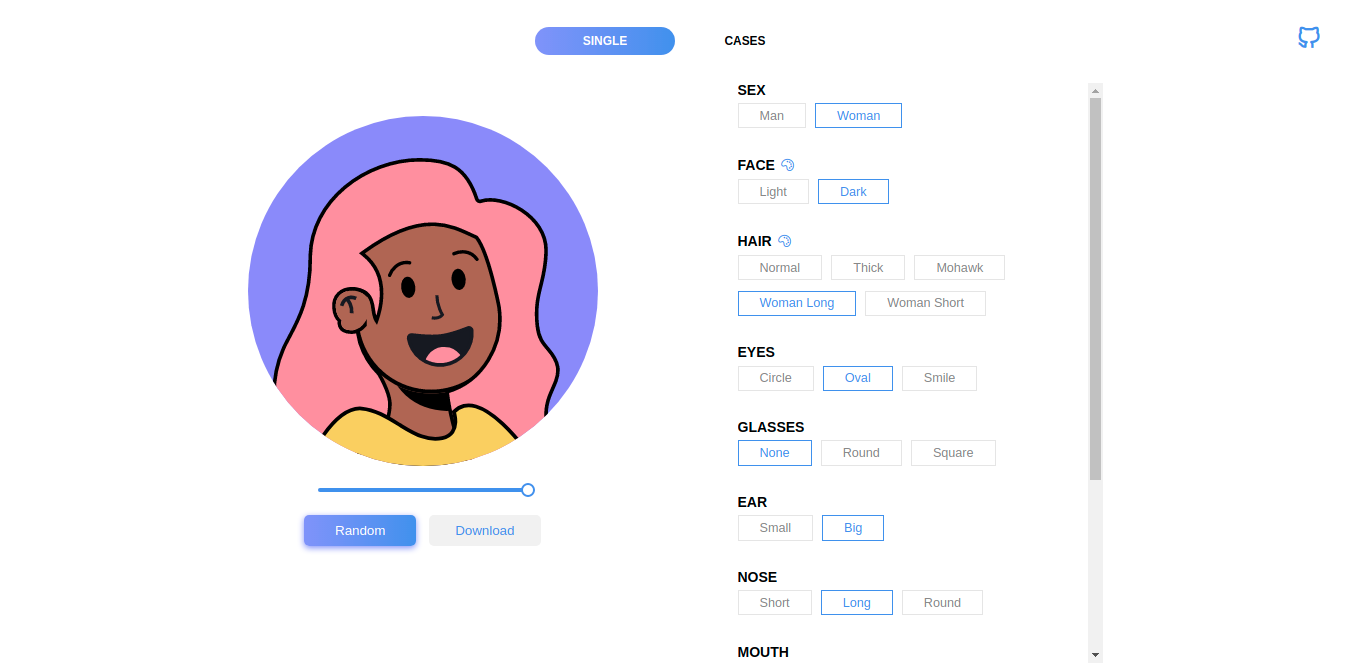 SINGLE CASES
SEX
Man Woman
FACE
Light Dark
HAIR
Normal Thick Mohawk
Woman Long Woman Short
EYES
Circle Oval Smile
GLASSES
None Round Square
EAR
Small Big
NOSE
Short Long Round
MOUTH
Random Download